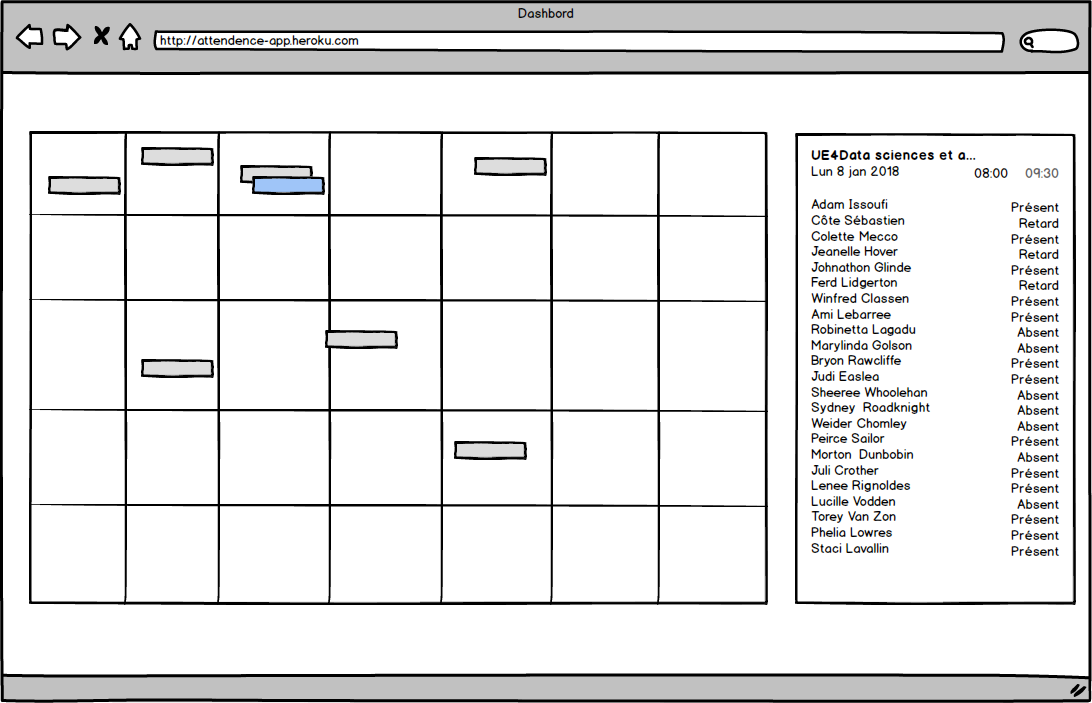 Dashbord
http://attendence-app.heroku.com
UE4Data sciences et a...
Lun 8 jan 2018 08:00 09:30
Adam Issoufi Présent
Côte Sébastien Retard
Colette Mecco Présent
Jeanelle Hover Retard
Johnathon Glinde Présent
Ferd Lidgerton Retard
Winfred Classen Présent
Ami Lebarree Présent
Robinetta Lagadu Absent
Marylinda Golson Absent
Bryon Rawcliffe Présent
Judi Easlea Présent
Sheeree Whoolehan Absent
Sydney Roadknight Absent
Weider Chomley Absent
Peirce Sailor Présent
Morton Dunbobin Absent
Juli Crother Présent
Lenee Rignoldes Présent
Lucille Vodden Absent
Torey Van Zon Présent
Phelia Lowres Présent
Staci Lavallin Présent